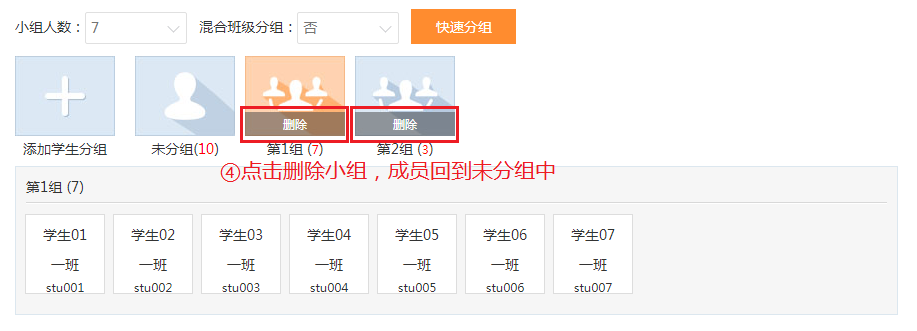 小组人数：7 混合班级分组：否 快速分组
删除 删除
添加学生分组 未分组(10) 第1组 (7) 第2组 (3)
④点击删除小组，成员回到未分组中
第1组 (7)
学生01 学生02 学生03 学生04 学生05 学生06 学生07
一班 一班 一班 一班 一班 一班 一班
stu001 stu002 stu003 stu004 stu005 stu006 stu007